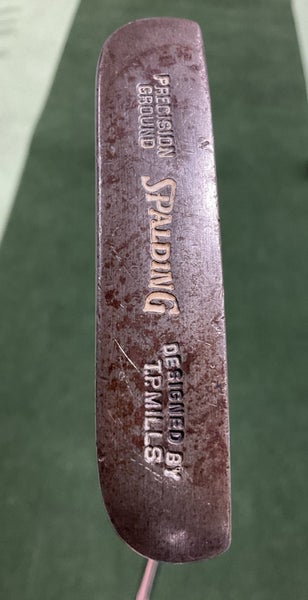 PRECISION
GROUND
SPALDING
DESIGNED BY
T.P. MILLS